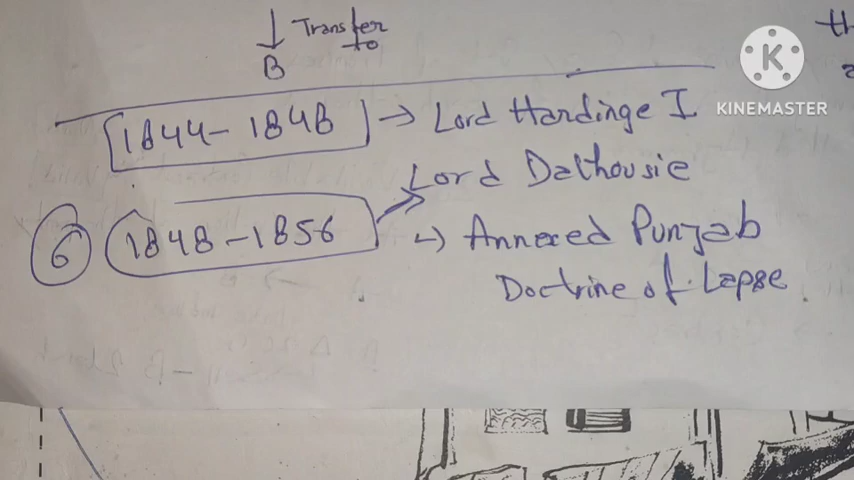 ↓ Transfer to
B
1844 - 1848 → Lord Hardinge I
Lord Dalhousie
6 1848 - 1856
↳ Annexed Punjab
Doctrine of Lapse
K
KINEMASTER